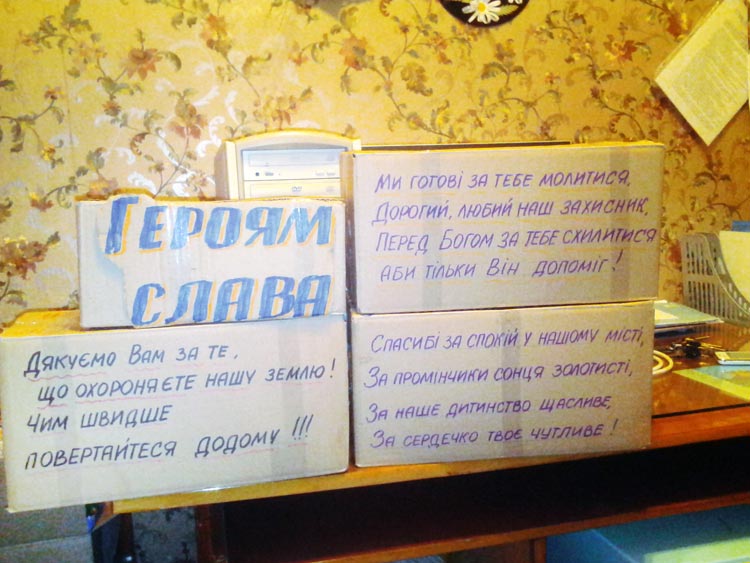 ГЕРОЯМ
СЛАВА
Дякуємо Вам за те,
що охороняєте нашу землю!
Чим швидше
повертайтеся додому!!!
Ми готові за тебе молитися,
Дорогий, любий наш захисник,
Перед Богом за тебе схилитися
аби тільки Він допоміг!
Спасибі за спокій у нашому місті,
За промінчики сонця золотисті,
За наше дитинство щасливе,
За сердечко твоє чутливе!